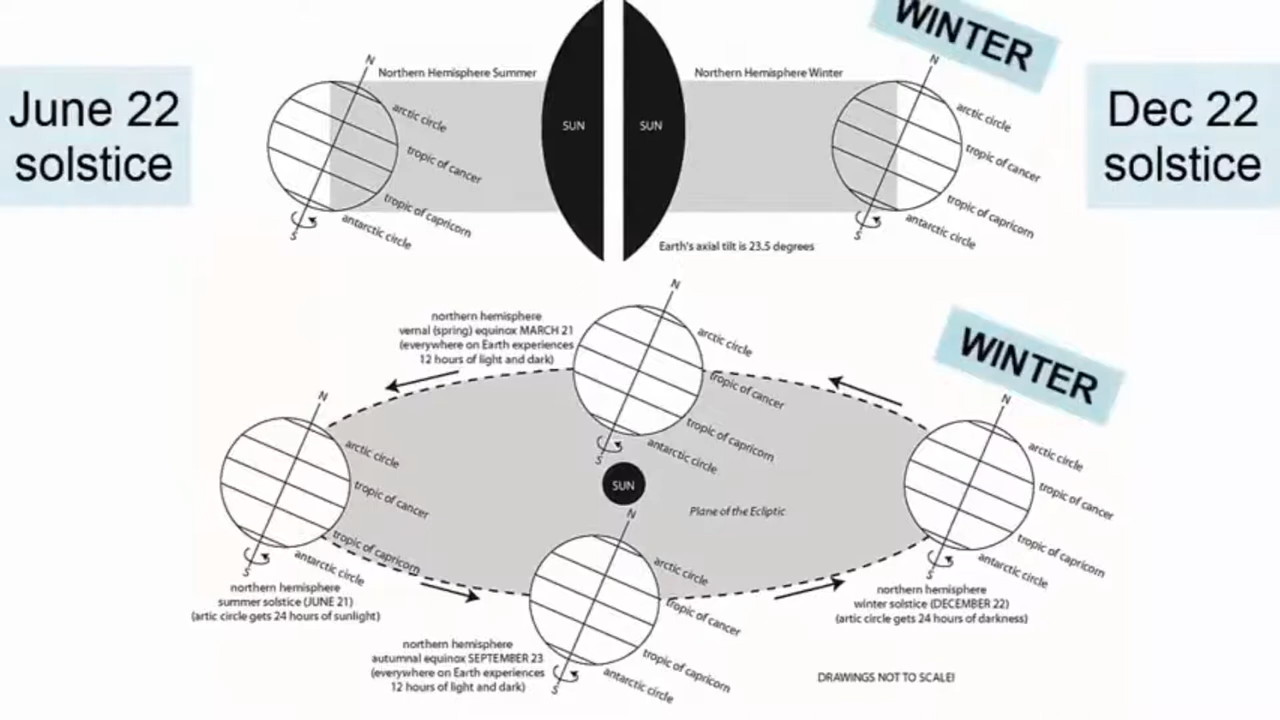 WINTER
June 22
solstice
N
Northern Hemisphere Summer
arctic circle
tropic of cancer
tropic of capricorn
antarctic circle
S
SUN
SUN
Northern Hemisphere Winter
N
arctic circle
tropic of cancer
tropic of capricorn
antarctic circle
S
Dec 22
solstice
Earth's axial tilt is 23.5 degrees
northern hemisphere
vernal (spring) equinox MARCH 21
(everywhere on Earth experiences
12 hours of light and dark)
N
arctic circle
tropic of cancer
tropic of capricorn
antarctic circle
S
WINTER
N
arctic circle
tropic of cancer
tropic of capricorn
antarctic circle
S
northern hemisphere
summer solstice (JUNE 21)
(artic circle gets 24 hours of sunlight)
SUN
Plane of the Ecliptic
N
arctic circle
tropic of cancer
tropic of capricorn
antarctic circle
S
northern hemisphere
winter solstice (DECEMBER 22)
(artic circle gets 24 hours of darkness)
N
arctic circle
tropic of cancer
tropic of capricorn
antarctic circle
S
northern hemisphere
autumnal equinox SEPTEMBER 23
(everywhere on Earth experiences
12 hours of light and dark)
DRAWINGS NOT TO SCALE!